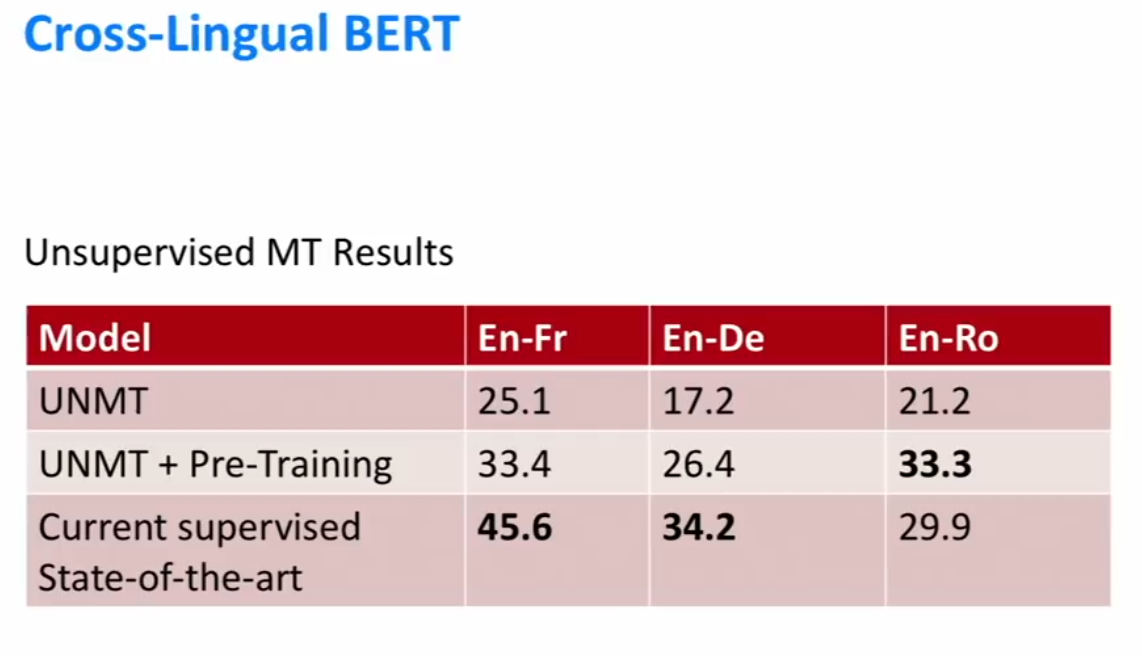 Cross-Lingual BERT
Unsupervised MT Results
Model En-Fr En-De En-Ro
UNMT 25.1 17.2 21.2
UNMT + Pre-Training 33.4 26.4 33.3
Current supervised 45.6 34.2 29.9
State-of-the-art